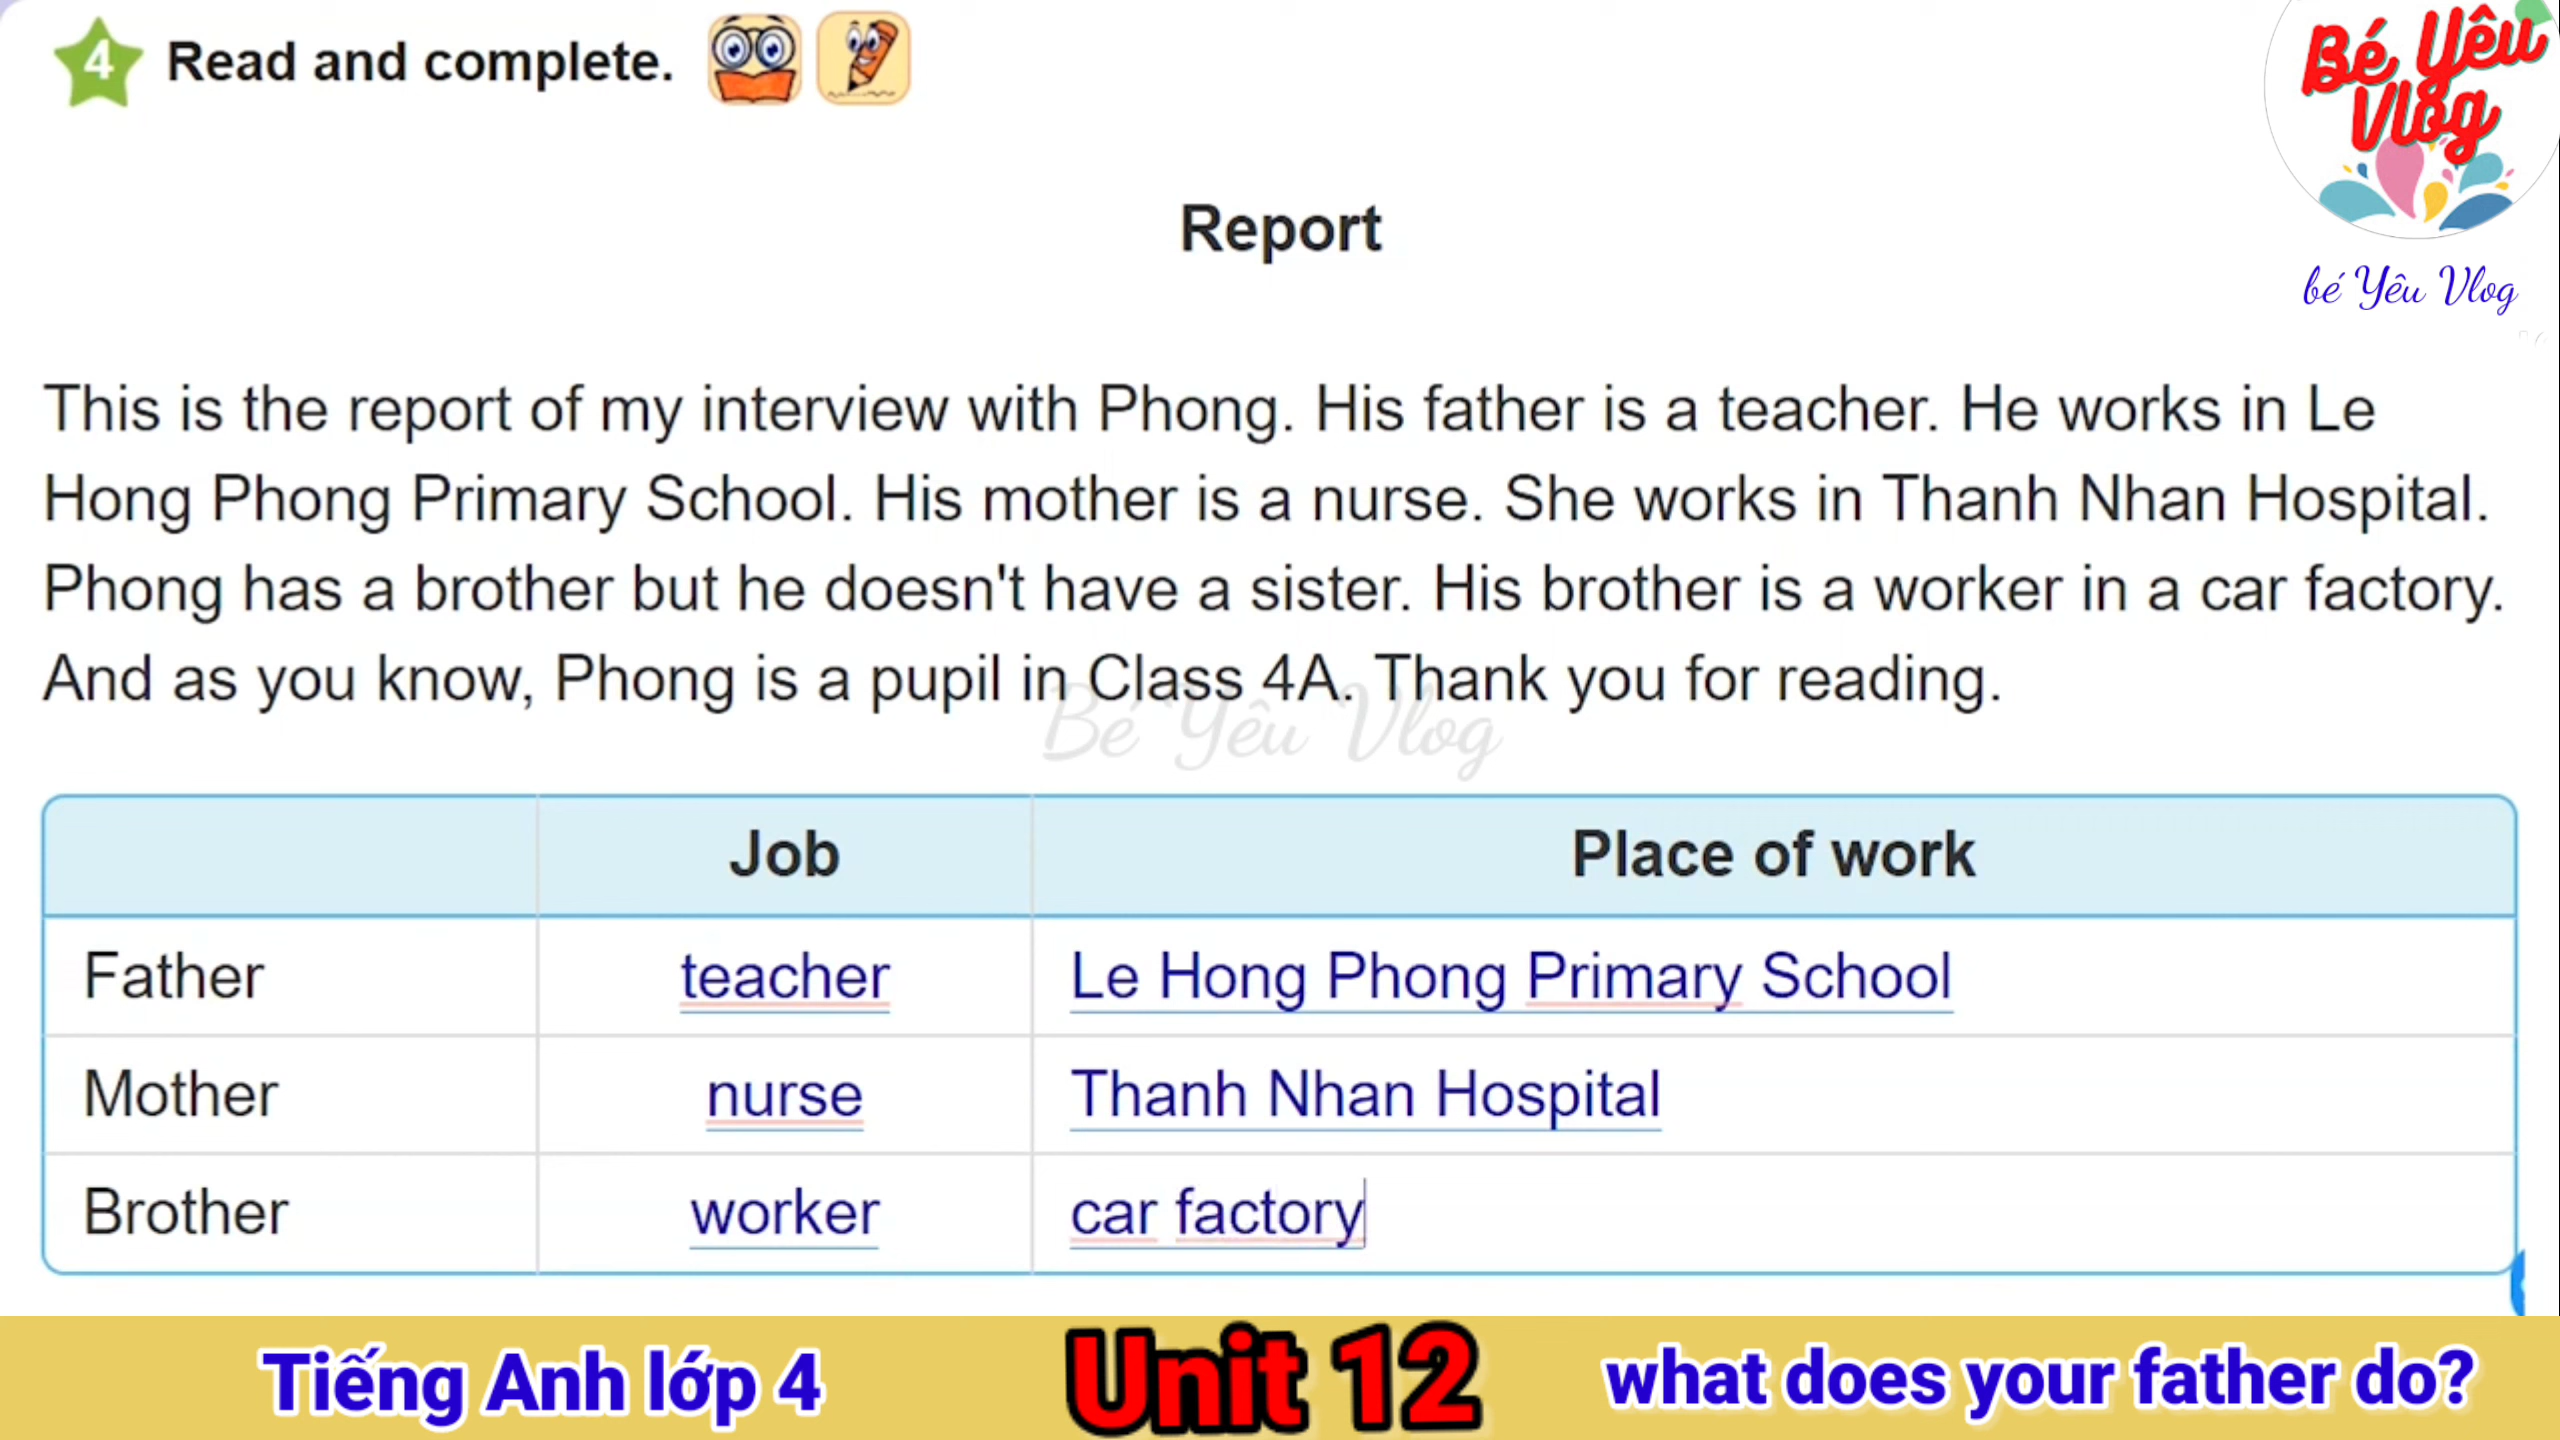 4 Read and complete.
Bé Yêu
Vlog
bé Yêu Vlog
Report
This is the report of my interview with Phong. His father is a teacher. He works in Le
Hong Phong Primary School. His mother is a nurse. She works in Thanh Nhan Hospital.
Phong has a brother but he doesn't have a sister. His brother is a worker in a car factory.
And as you know, Phong is a pupil in Class 4A. Thank you for reading.
Bé Yêu Vlog
Job Place of work
Father teacher Le Hong Phong Primary School
Mother nurse Thanh Nhan Hospital
Brother worker car factory
Tiếng Anh lớp 4 Unit 12 what does your father do?